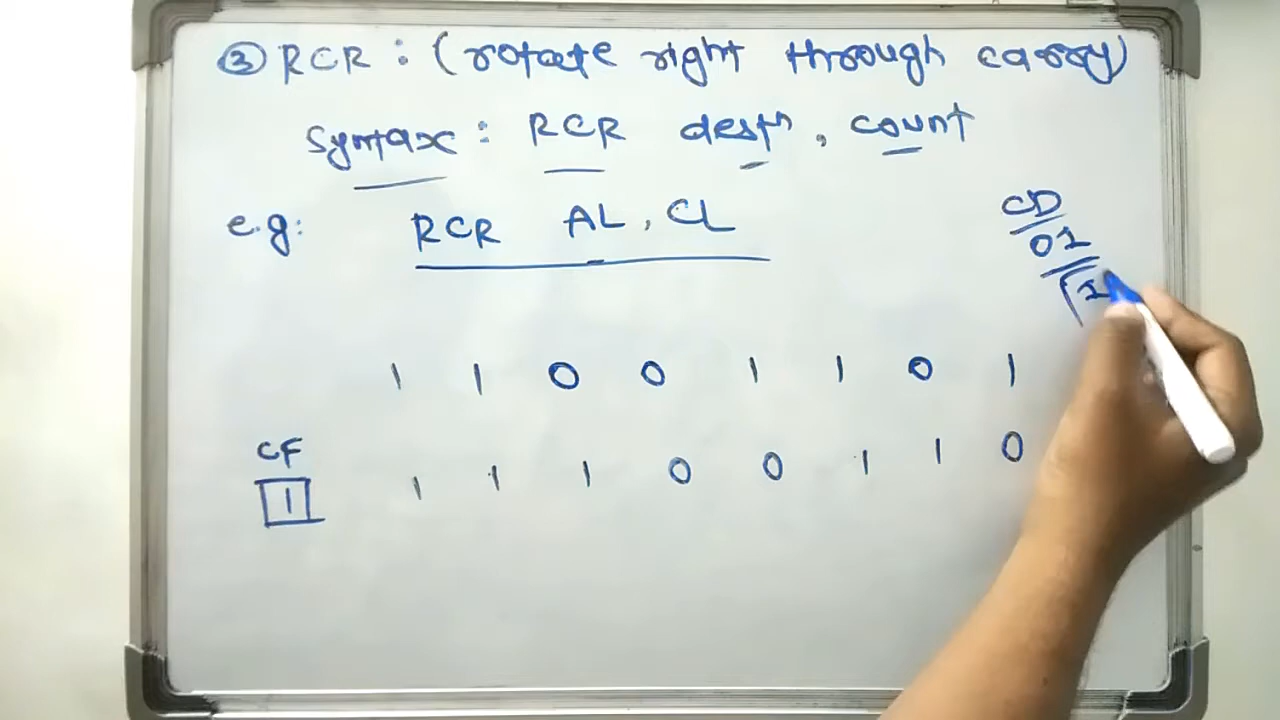 ③ RCR : (rotate right through carry)
Syntax : RCR destn, count
e.g: RCR AL, CL
CD
01
1 1 0 0 1 1 0 1
CF
1 1 1 1 0 0 1 1 0